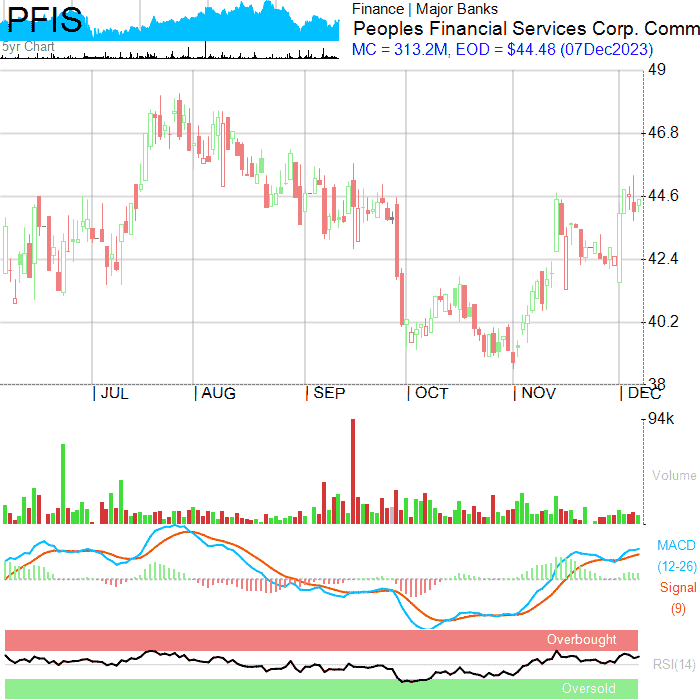 PFIS
5yr Chart
Finance | Major Banks
Peoples Financial Services Corp. Comm
MC = 313.2M, EOD = $44.48 (07Dec2023)
49
46.8
44.6
42.4
40.2
38
| JUL | AUG | SEP | OCT | NOV | DEC
94k
Volume
MACD
(12-26)
Signal
(9)
Overbought
RSI(14)
Oversold